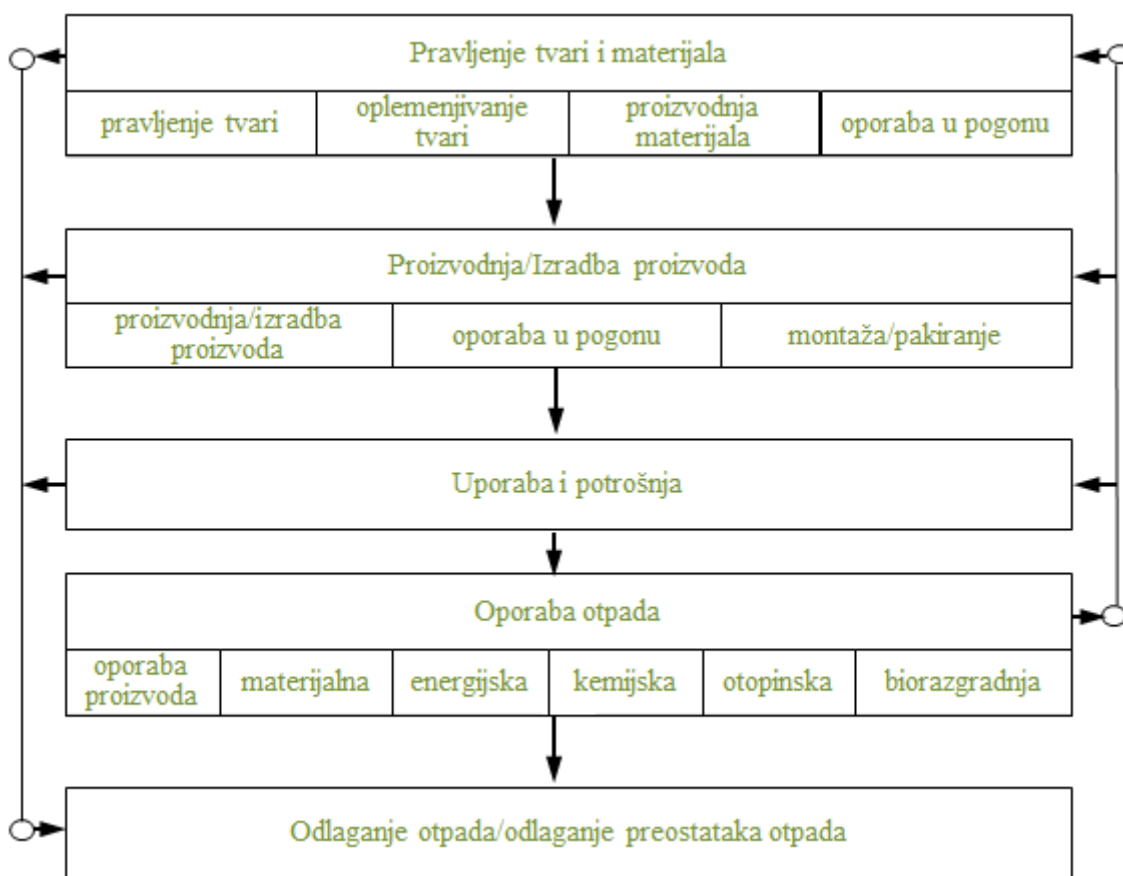 Pravljenje tvari i materijala
pravljenje tvari
oplemenjivanje
tvari
proizvodnja
materijala
oporaba u pogonu
Proizvodnja/Izradba proizvoda
proizvodnja/izradba
proizvoda
oporaba u pogonu
montaža/pakiranje
Uporaba i potrošnja
Oporaba otpada
oporaba
proizvoda
materijalna
energijska
kemijska
otopinska
biorazgradnja
Odlaganje otpada/odlaganje preostataka otpada